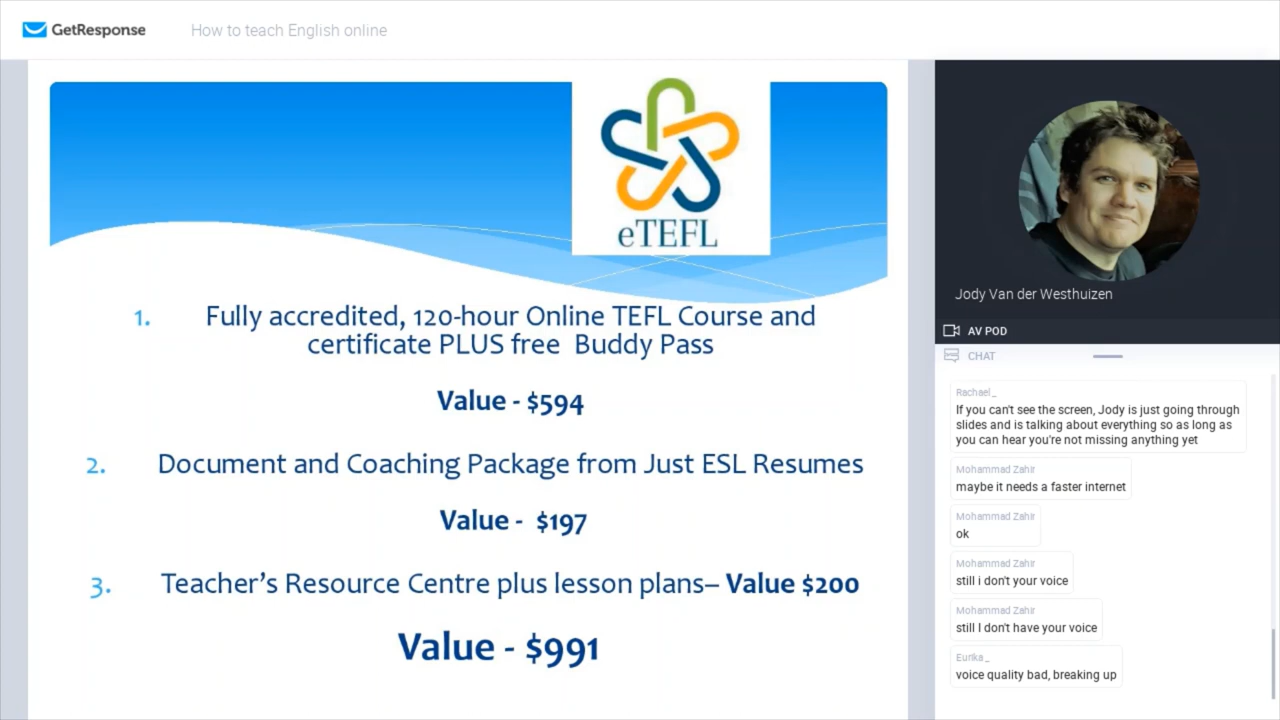 GetResponse
How to teach English online
eTEFL
1. Fully accredited, 120-hour Online TEFL Course and
certificate PLUS free Buddy Pass
Value - $594
2. Document and Coaching Package from Just ESL Resumes
Value - $197
3. Teacher’s Resource Centre plus lesson plans– Value $200
Value - $991
Jody Van der Westhuizen
AV POD
CHAT
Rachael_
If you can't see the screen, Jody is just going through
slides and is talking about everything so as long as
you can hear you're not missing anything yet
Mohammad Zahir
maybe it needs a faster internet
Mohammad Zahir
ok
Mohammad Zahir
still i don't your voice
Mohammad Zahir
still I don't have your voice
Eurika_
voice quality bad, breaking up